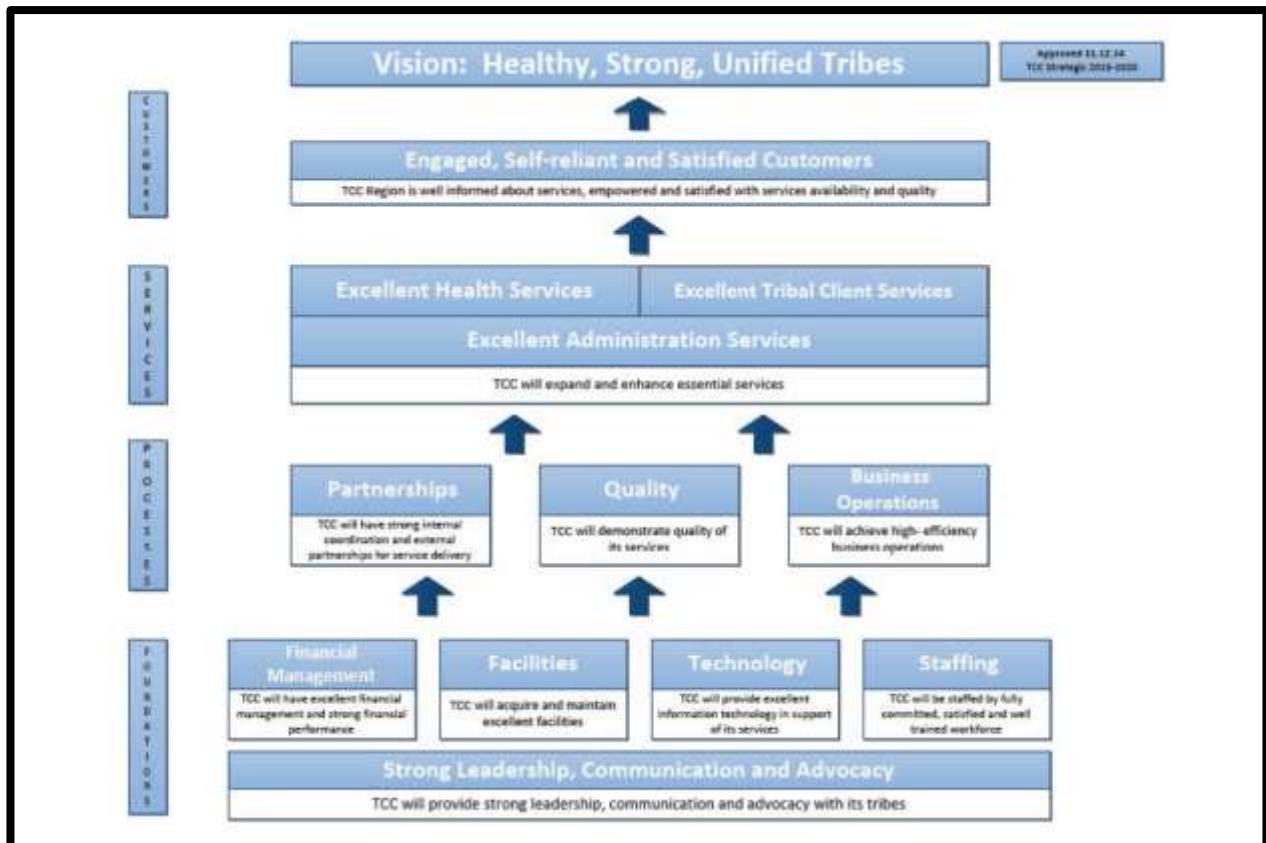 Vision: Healthy, Strong, Unified Tribes
Approved 11.12.14
TCC Strategic 2015-2020
CUSTOMERS
Engaged, Self-reliant and Satisfied Customers
TCC Region is well informed about services, empowered and satisfied with services availability and quality
SERVICES
Excellent Health Services
Excellent Tribal Client Services
Excellent Administration Services
TCC will expand and enhance essential services
PROCESSES
Partnerships
TCC will have strong internal
coordination and external
partnerships for service delivery
Quality
TCC will demonstrate quality of
its services
Business
Operations
TCC will achieve high-efficiency
business operations
FOUNDATIONS
Financial
Management
TCC will have excellent financial
management and strong financial
performance
Facilities
TCC will acquire and maintain
excellent facilities
Technology
TCC will provide excellent
information technology in support
of its services
Staffing
TCC will be staffed by fully
committed, satisfied and well
trained workforce
Strong Leadership, Communication and Advocacy
TCC will provide strong leadership, communication and advocacy with its tribes